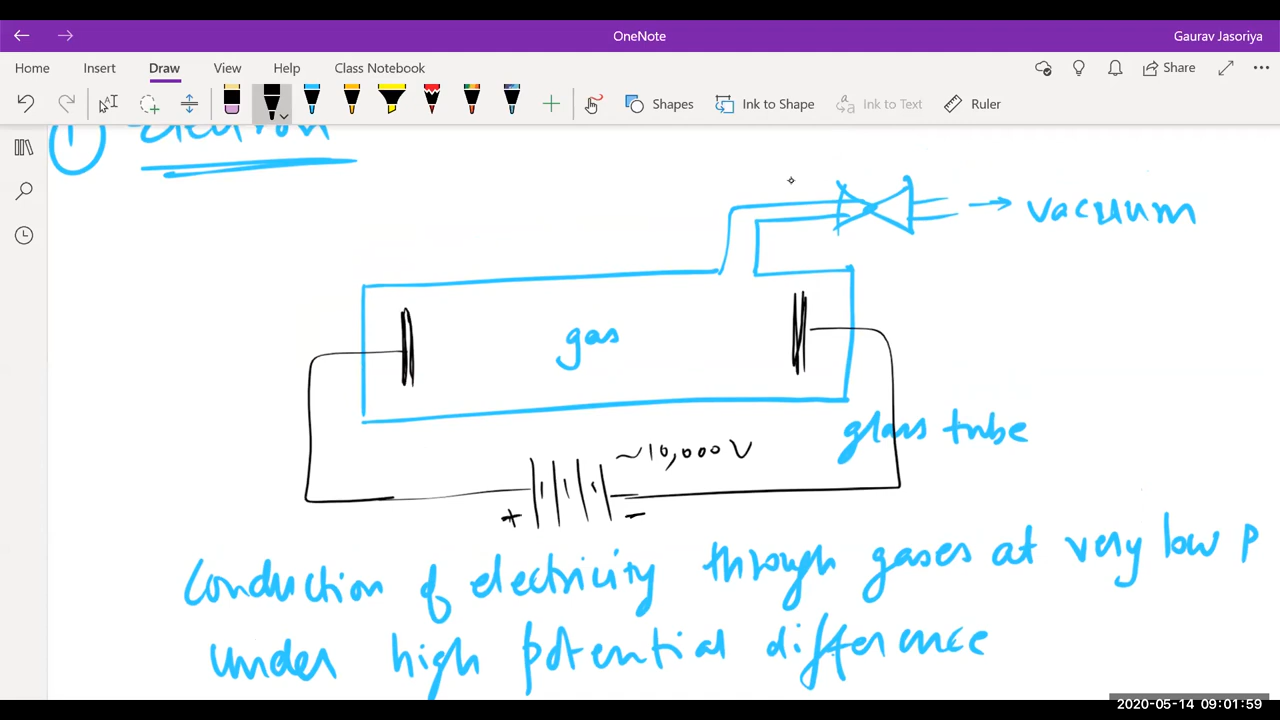 OneNote
Gaurav Jasoriya
Home Insert Draw View Help Class Notebook Share
Shapes Ink to Shape Ink to Text Ruler
① electron
→ vacuum
gas
glass tube
~10,000 V
+ −
Conduction of electricity through gases at very low P
under high potential difference
2020-05-14 09:01:59